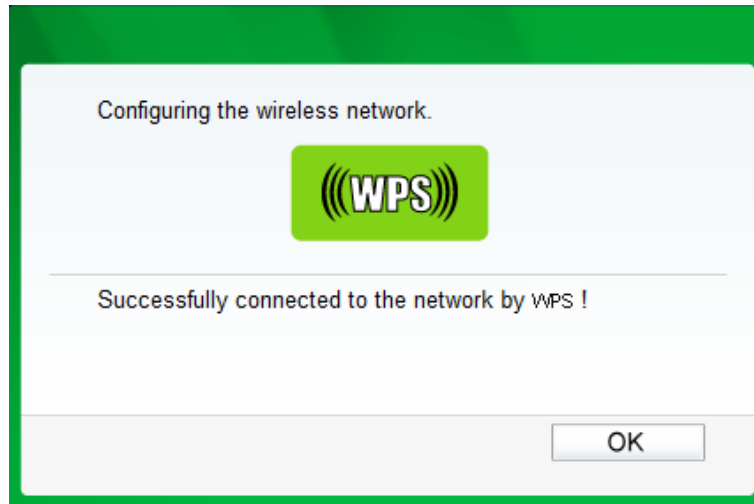 Configuring the wireless network.
WPS
Successfully connected to the network by WPS !
OK